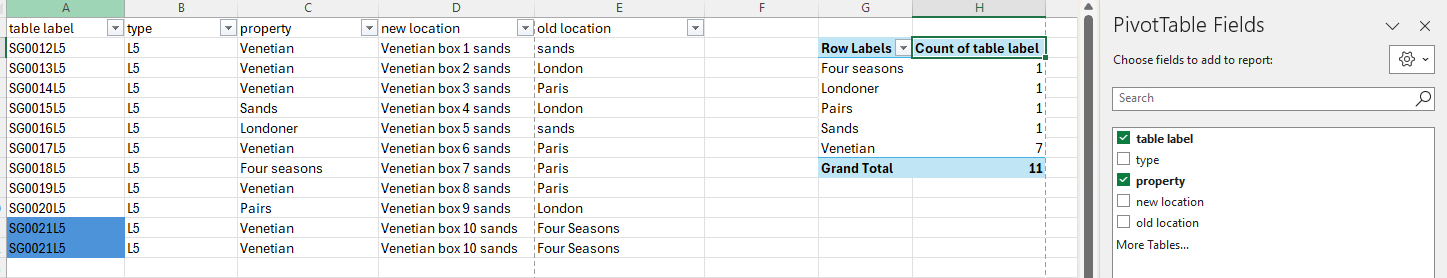 A B C D E F G H
table label type property new location old location
SG0012L5 L5 Venetian Venetian box 1 sands sands
SG0013L5 L5 Venetian Venetian box 2 sands London
SG0014L5 L5 Venetian Venetian box 3 sands Paris
SG0015L5 L5 Sands Venetian box 4 sands London
SG0016L5 L5 Londoner Venetian box 5 sands sands
SG0017L5 L5 Venetian Venetian box 6 sands Paris
SG0018L5 L5 Four seasons Venetian box 7 sands Paris
SG0019L5 L5 Venetian Venetian box 8 sands Paris
SG0020L5 L5 Pairs Venetian box 9 sands London
SG0021L5 L5 Venetian Venetian box 10 sands Four Seasons
SG0021L5 L5 Venetian Venetian box 10 sands Four Seasons
Row Labels Count of table label
Four seasons 1
Londoner 1
Pairs 1
Sands 1
Venetian 7
Grand Total 11
PivotTable Fields
Choose fields to add to report:
Search
table label
type
property
new location
old location
More Tables...